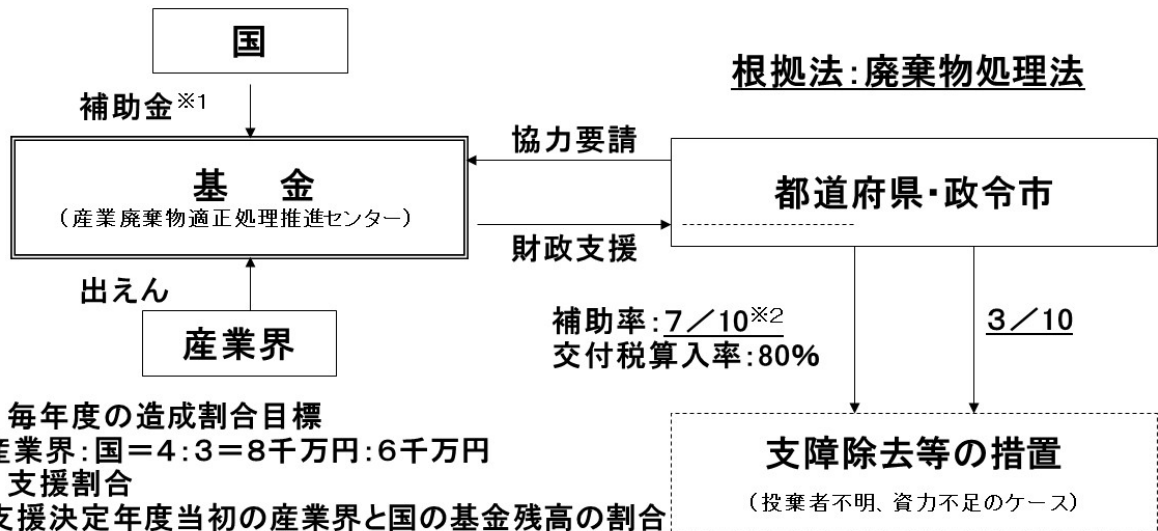 国
根拠法:廃棄物処理法
補助金※1
協力要請
基 金
(産業廃棄物適正処理推進センター)
都道府県・政令市
財政支援
出えん
産業界
補助率:7/10※2
交付税算入率:80%
3/10
毎年度の造成割合目標
産業界:国=4:3=8千万円:6千万円
支援割合
支援決定年度当初の産業界と国の基金残高の割合
支障除去等の措置
(投棄者不明、資力不足のケース)